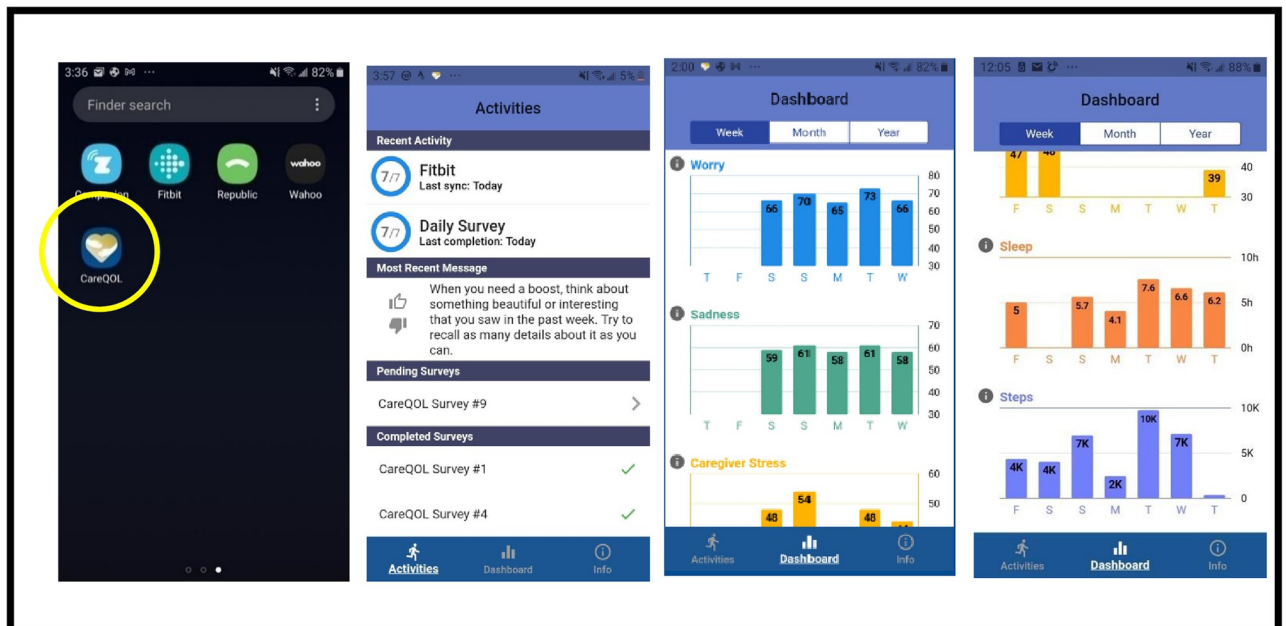 3:36 ... 82%
Finder search
Companion Fitbit Republic Wahoo
wahoo
CareQOL
3:57 ... 5%
Activities
Recent Activity
7/7 Fitbit
Last sync: Today
7/7 Daily Survey
Last completion: Today
Most Recent Message
When you need a boost, think about
something beautiful or interesting
that you saw in the past week. Try to
recall as many details about it as you
can.
Pending Surveys
CareQOL Survey #9
Completed Surveys
CareQOL Survey #1
CareQOL Survey #4
Activities Dashboard Info
2:00 ... 82%
Dashboard
Week Month Year
Worry
80
70
60
50
40
30
66 70 65 73 66
T F S S M T W
Sadness
70
60
50
40
30
59 61 58 61 58
T F S S M T W
Caregiver Stress
60
50
48 54 48
Activities Dashboard Info
12:05 ... 88%
Dashboard
Week Month Year
47 48 39
40
30
F S S M T W T
Sleep
10h
5h
0h
5 5.7 4.1 7.6 6.6 6.2
F S S M T W T
Steps
10K
5K
0
4K 4K 7K 2K 10K 7K
F S S M T W T
Activities Dashboard Info